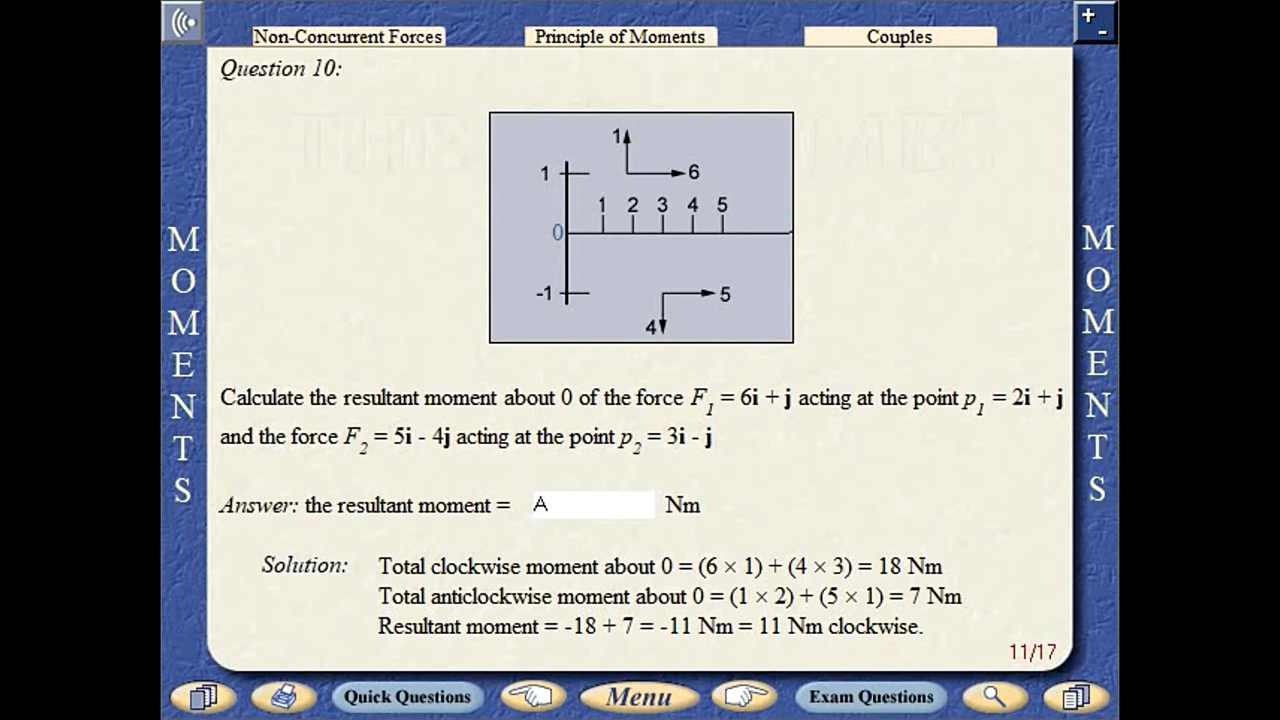 Non-Concurrent Forces
Principle of Moments
Couples
+
-
Question 10:
1
6
1
1 2 3 4 5
0
-1
5
4
MOMENTS
MOMENTS
Calculate the resultant moment about 0 of the force F₁ = 6i + j acting at the point p₁ = 2i + j
and the force F₂ = 5i - 4j acting at the point p₂ = 3i - j
Answer: the resultant moment = A Nm
Solution: Total clockwise moment about 0 = (6 × 1) + (4 × 3) = 18 Nm
Total anticlockwise moment about 0 = (1 × 2) + (5 × 1) = 7 Nm
Resultant moment = -18 + 7 = -11 Nm = 11 Nm clockwise.
11/17
Quick Questions
Menu
Exam Questions